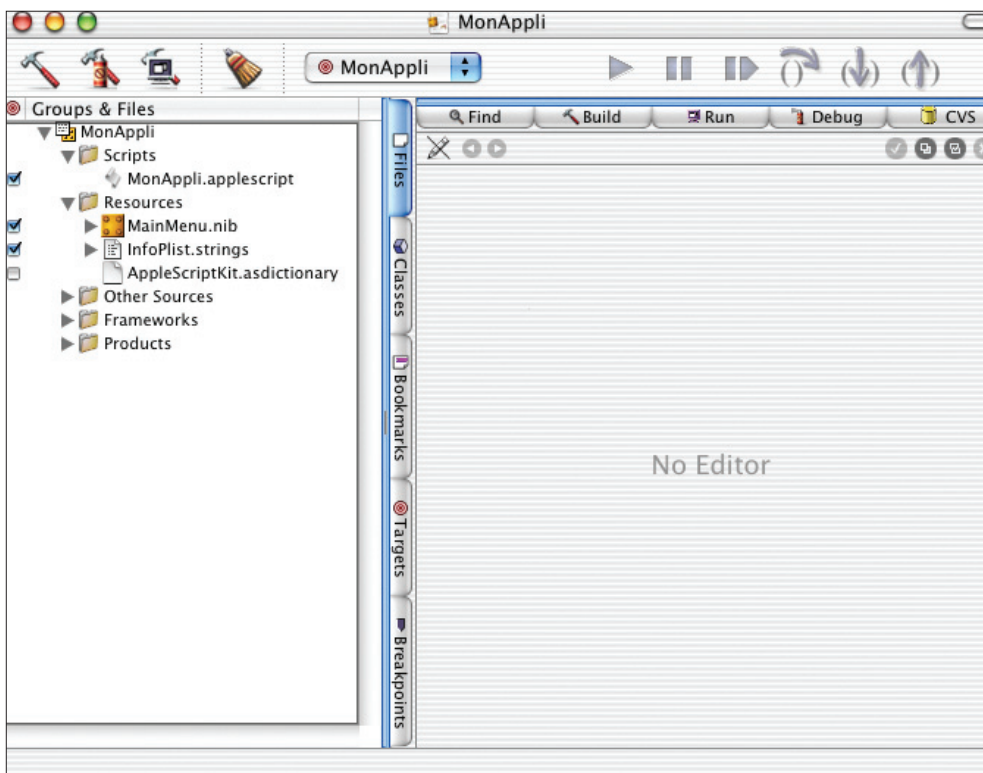 MonAppli
MonAppli
Groups & Files
Find
Build
Run
Debug
CVS
MonAppli
Scripts
MonAppli.applescript
Resources
MainMenu.nib
InfoPlist.strings
AppleScriptKit.asdictionary
Other Sources
Frameworks
Products
Files
Classes
Bookmarks
Targets
Breakpoints
No Editor